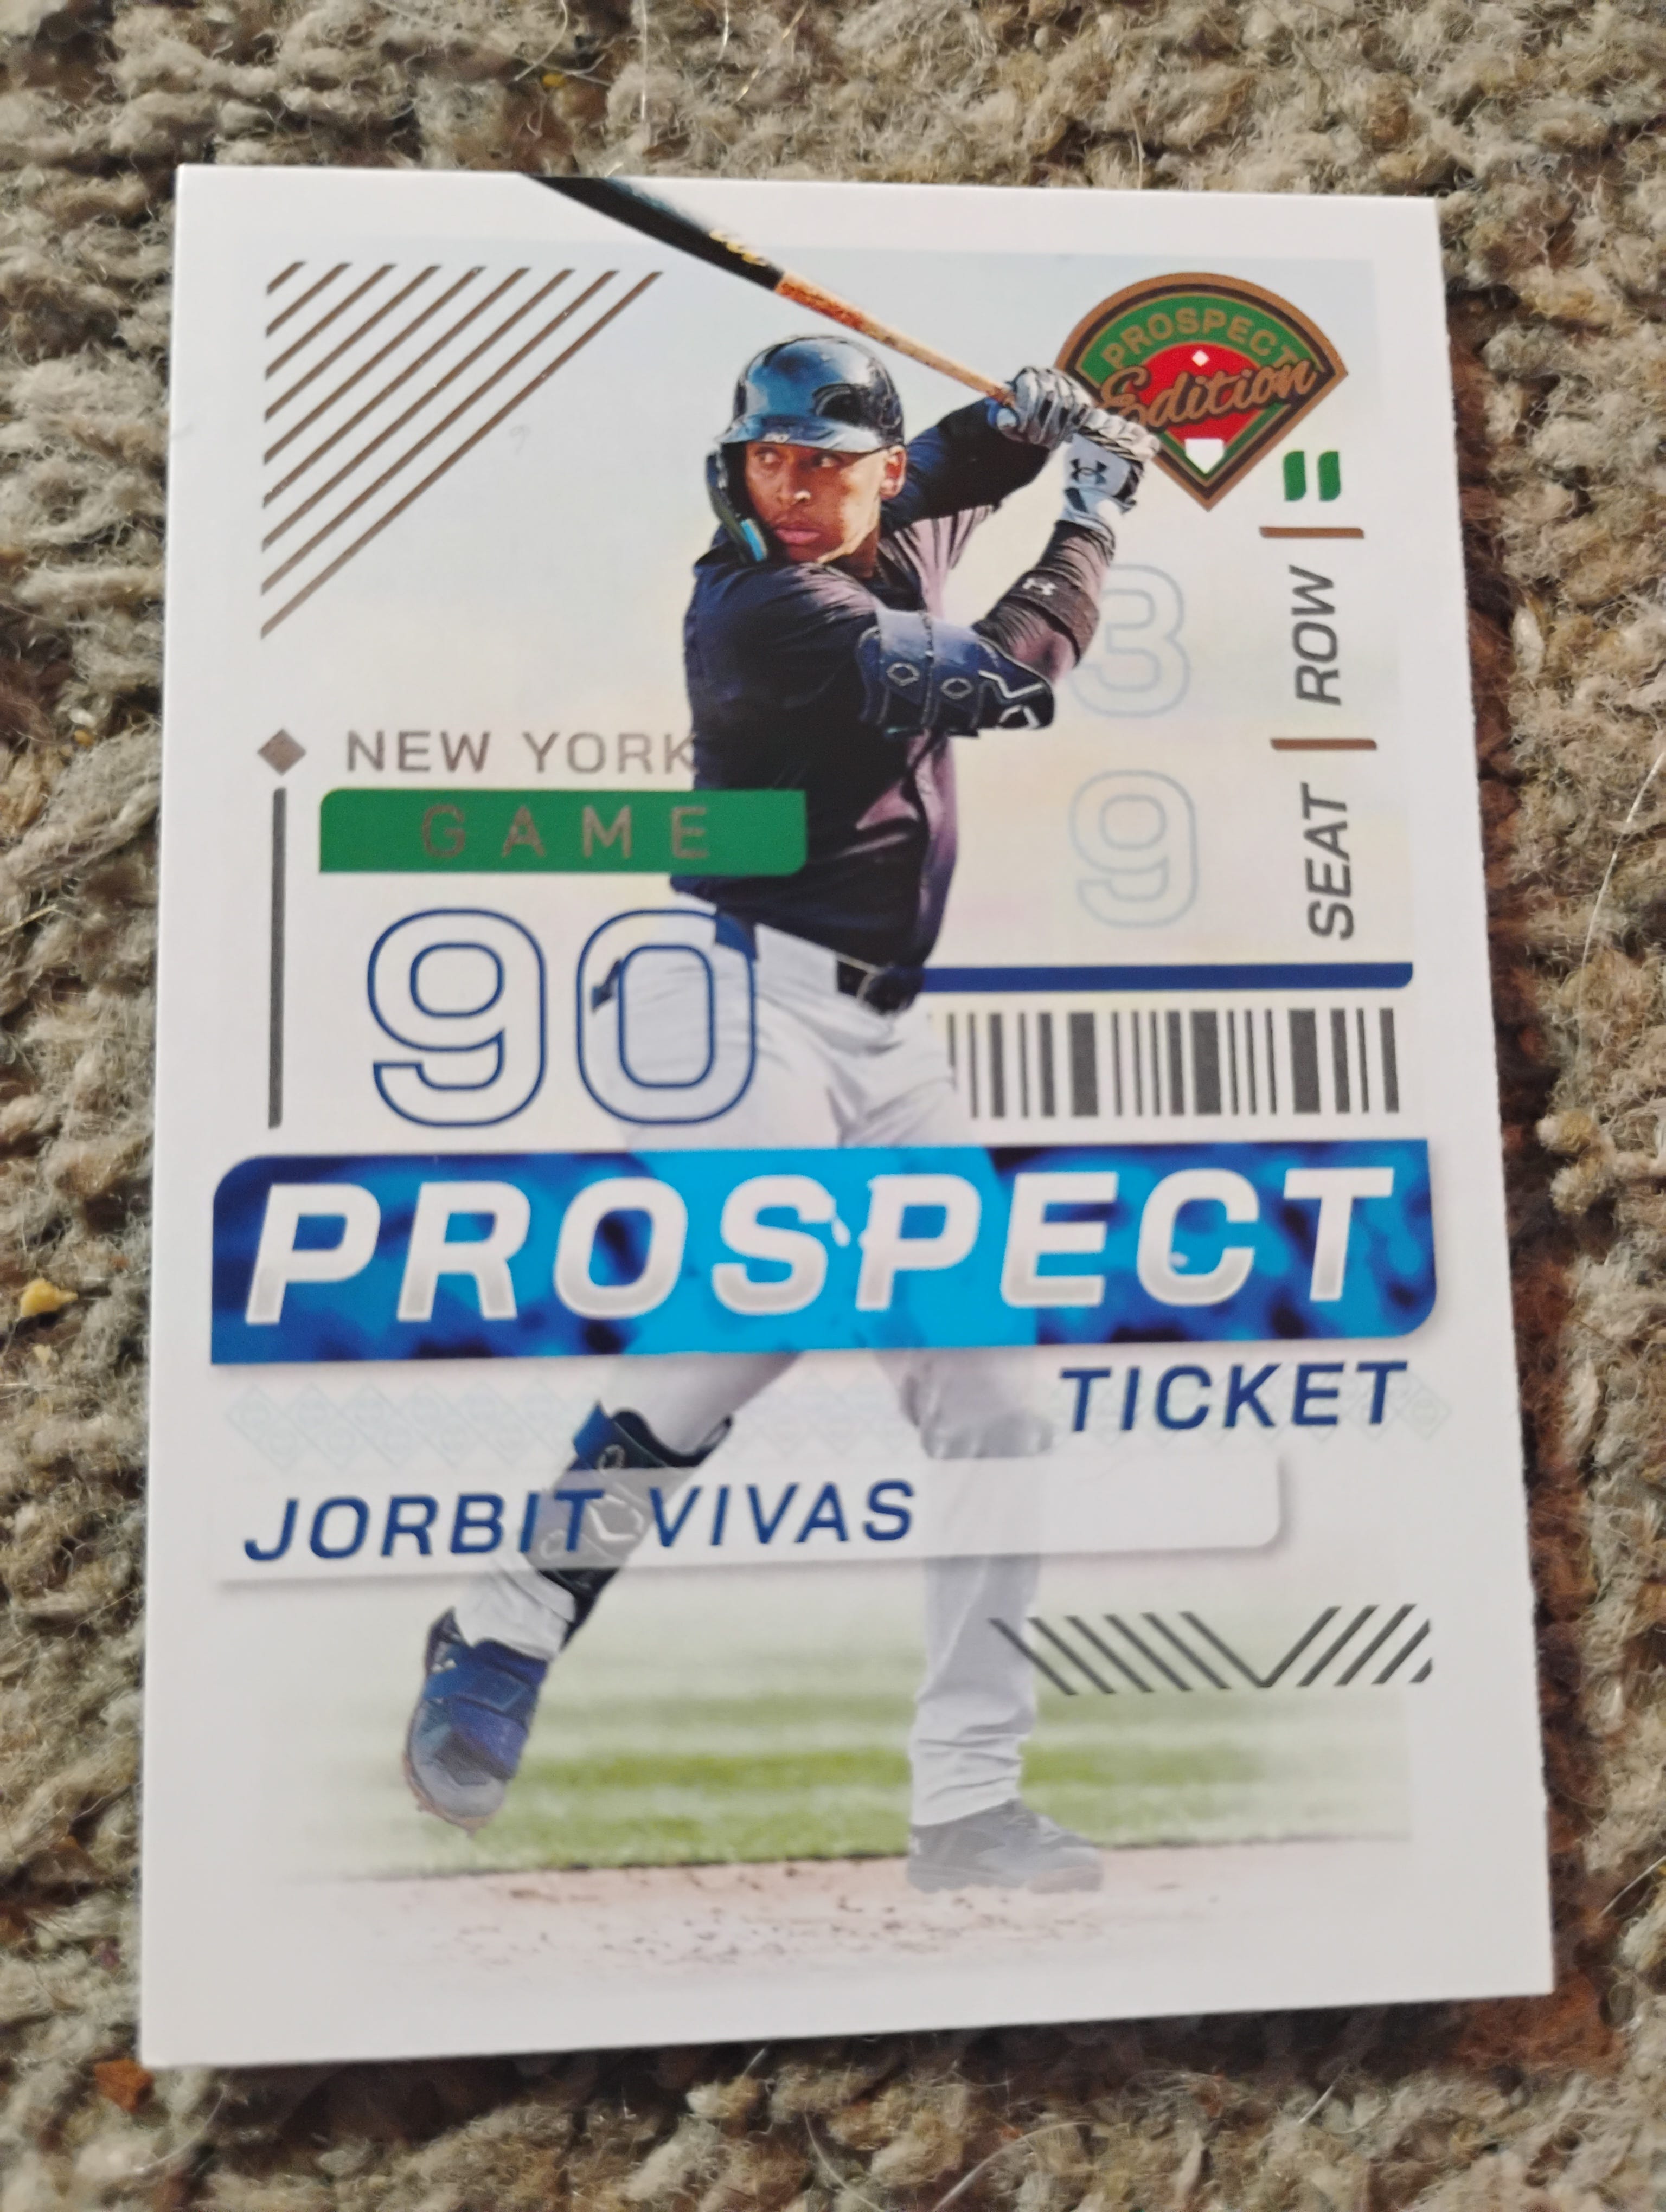 PROSPECT
Edition
ROW
3
NEW YORK
GAME
SEAT
9
90
PROSPECT
TICKET
JORBIT VIVAS